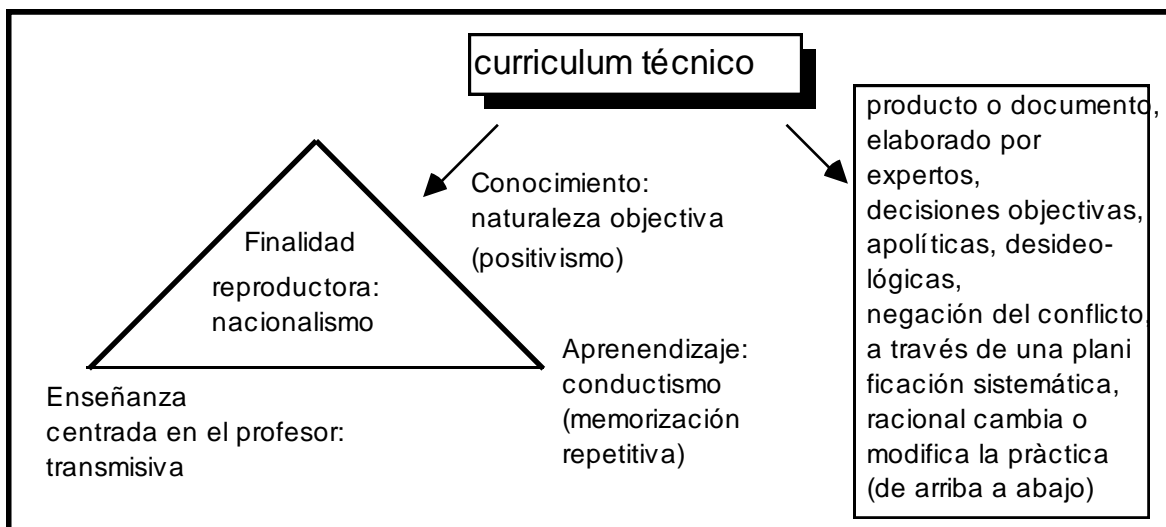 curriculum técnico
Conocimiento:
naturaleza objectiva
(positivismo)
Finalidad
reproductora:
nacionalismo
Enseñanza
centrada en el profesor:
transmisiva
Aprenendizaje:
conductismo
(memorización
repetitiva)
producto o documento,
elaborado por
expertos,
decisiones objectivas,
apolíticas, desideo-
lógicas,
negación del conflicto,
a través de una plani
ficación sistemática,
racional cambia o
modifica la pràctica
(de arriba a abajo)